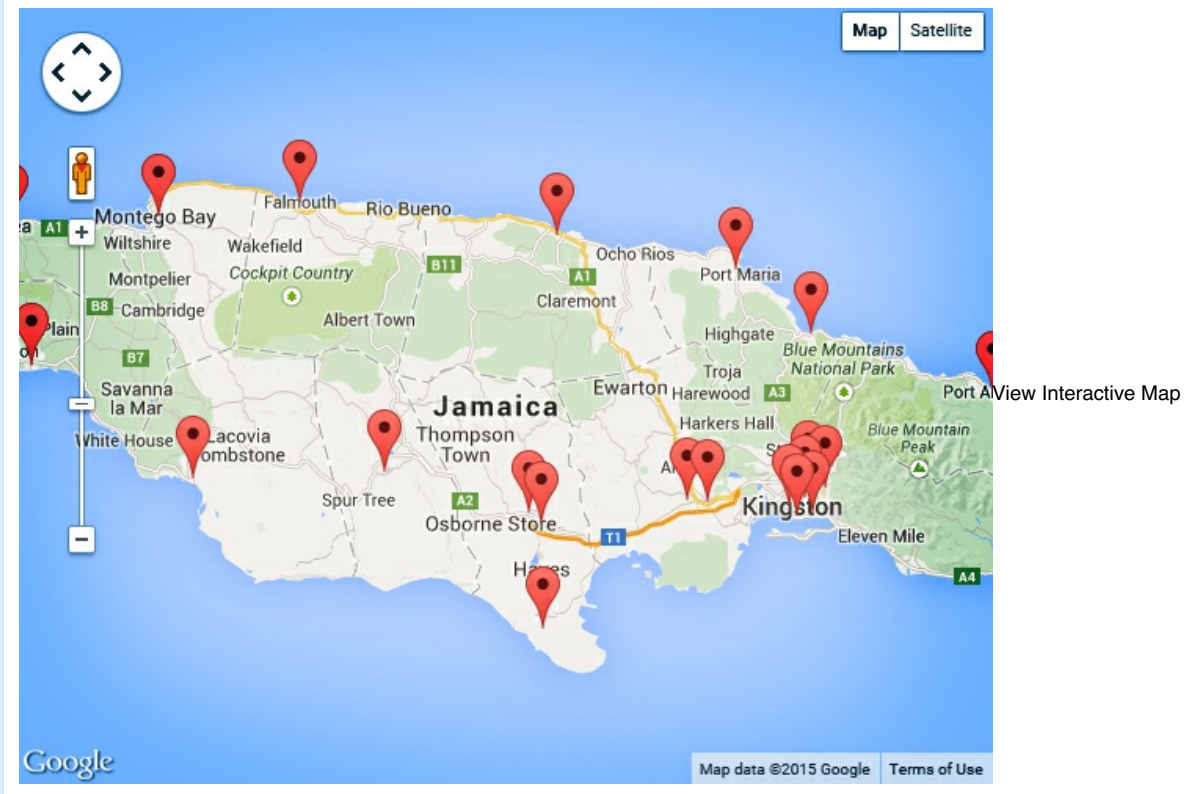 Map
Satellite
Falmouth
Rio Bueno
Montego Bay
A1
Wiltshire
Wakefield
Ocho Rios
B11
Cockpit Country
Port Maria
A1
Montpelier
Claremont
B8
Cambridge
Albert Town
Plain
Highgate
Blue Mountains
National Park
B7
Troja
Savanna
la Mar
Ewarton
Harewood
A3
Port A
View Interactive Map
Jamaica
Harkers Hall
White House
Lacovia
Tombstone
Thompson
Town
Blue Mountain
Peak
Spur Tree
A2
Kingston
Osborne Store
T1
Eleven Mile
Hayes
A4
Google
Map data ©2015 Google
Terms of Use